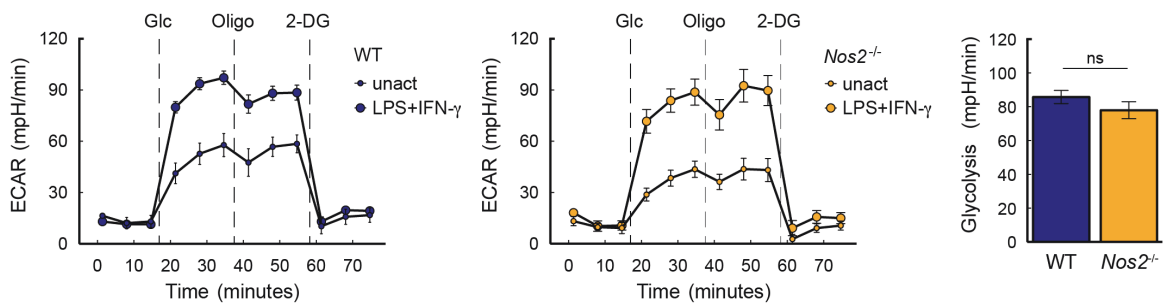 Glc Oligo 2-DG
120
90
60
30
0
ECAR (mpH/min)
WT
unact
LPS+IFN-γ
0 10 20 30 40 50 60 70
Time (minutes)
Glc Oligo 2-DG
120
90
60
30
0
ECAR (mpH/min)
Nos2-/-
unact
LPS+IFN-γ
0 10 20 30 40 50 60 70
Time (minutes)
120
100
80
60
40
20
0
Glycolysis (mpH/min)
ns
WT Nos2-/-